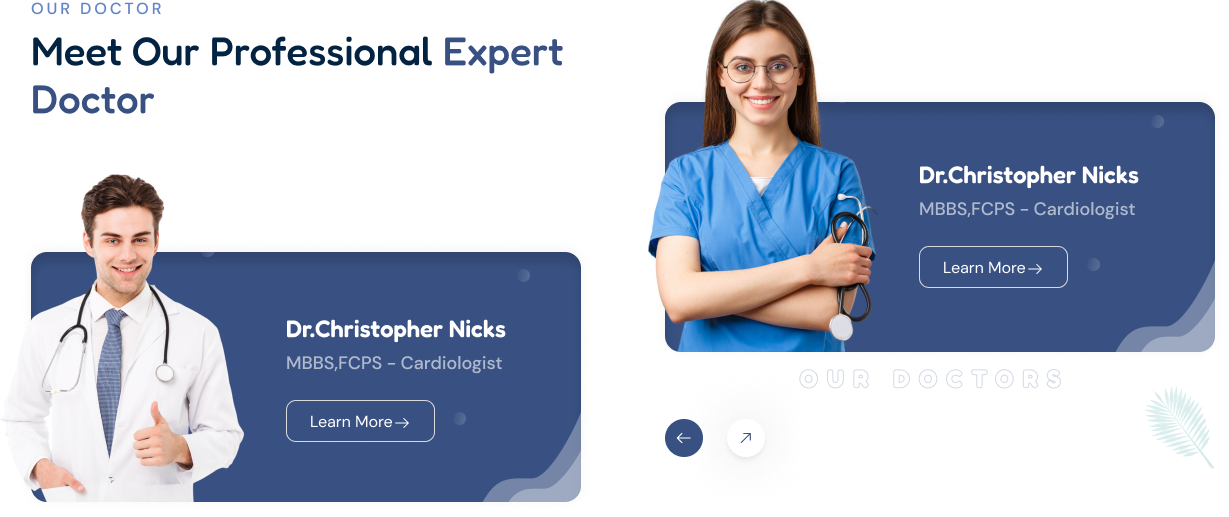 OUR DOCTOR
Meet Our Professional Expert
Doctor
Dr.Christopher Nicks
MBBS,FCPS - Cardiologist
Learn More
Dr.Christopher Nicks
MBBS,FCPS - Cardiologist
Learn More
OUR DOCTORS